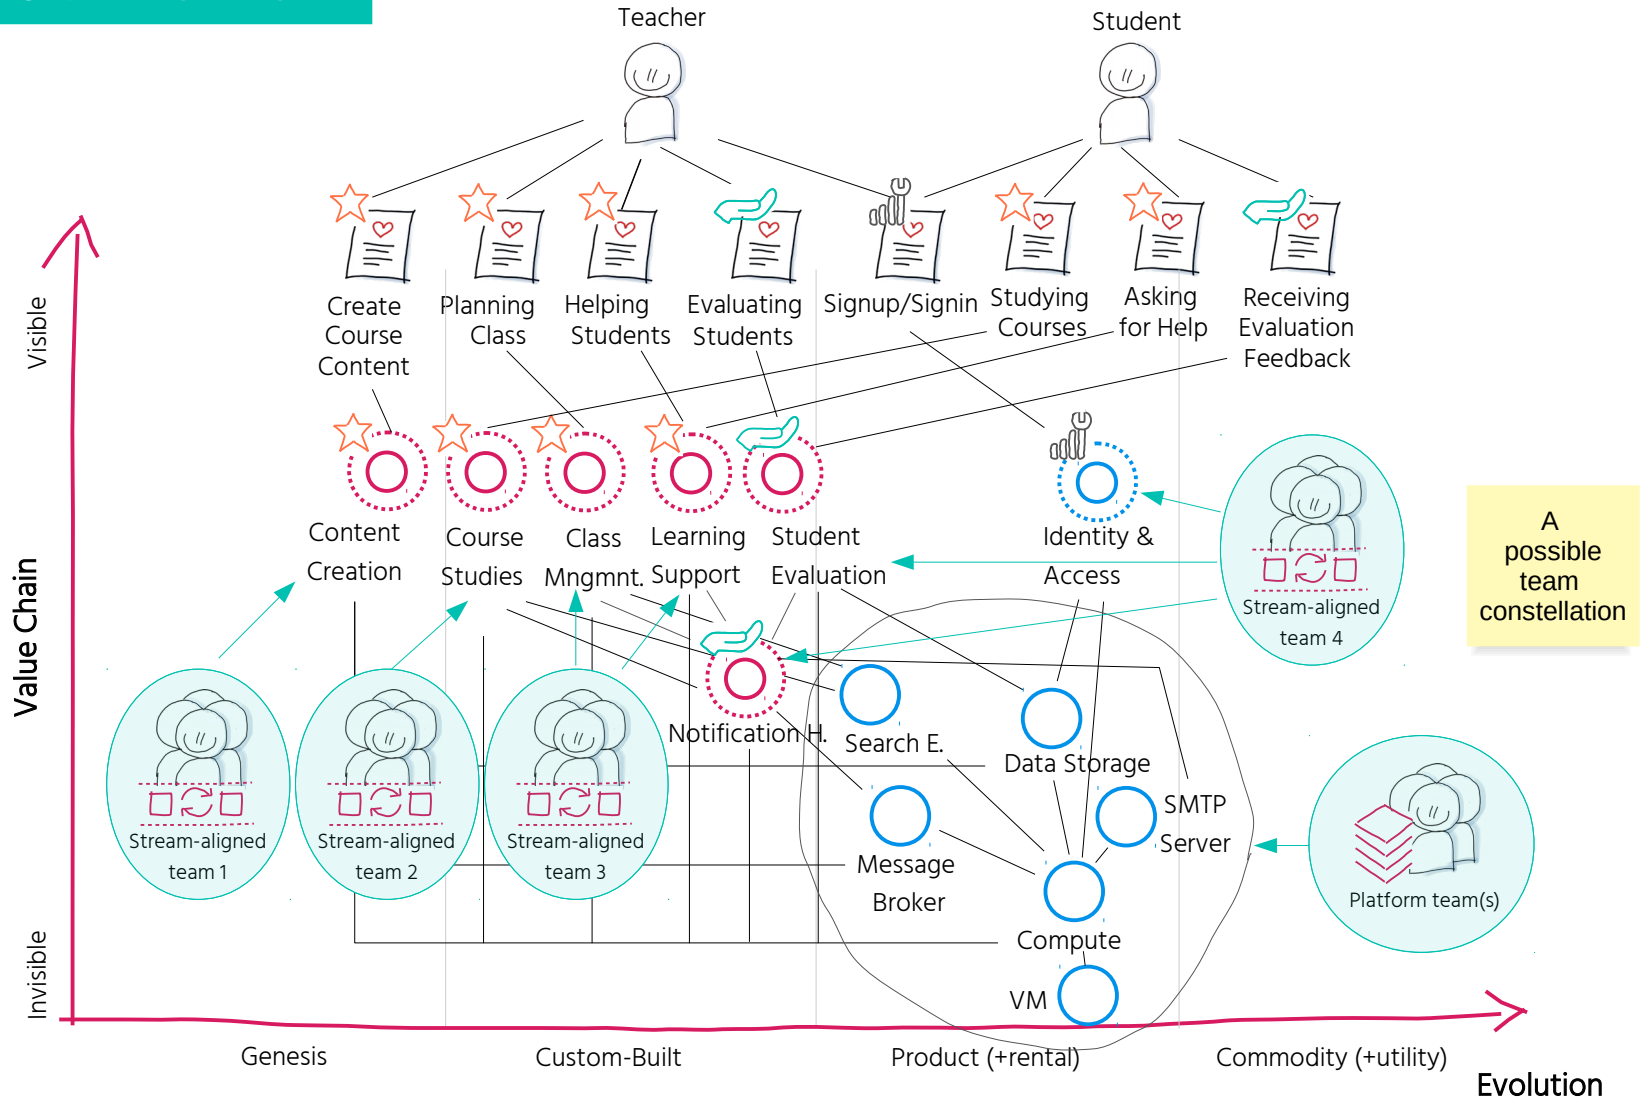 Teacher
Student
Create
Course
Content
Planning
Class
Helping
Students
Evaluating
Students
Signup/Signin
Studying
Courses
Asking
for Help
Receiving
Evaluation
Feedback
Visible
Value Chain
Invisible
Content
Creation
Course
Studies
Class
Mngmnt.
Learning
Support
Student
Evaluation
Identity &
Access
Stream-aligned
team 4
A
possible
team
constellation
Notification H.
Search E.
Data Storage
SMTP
Server
Message
Broker
Compute
VM
Stream-aligned
team 1
Stream-aligned
team 2
Stream-aligned
team 3
Platform team(s)
Genesis
Custom-Built
Product (+rental)
Commodity (+utility)
Evolution